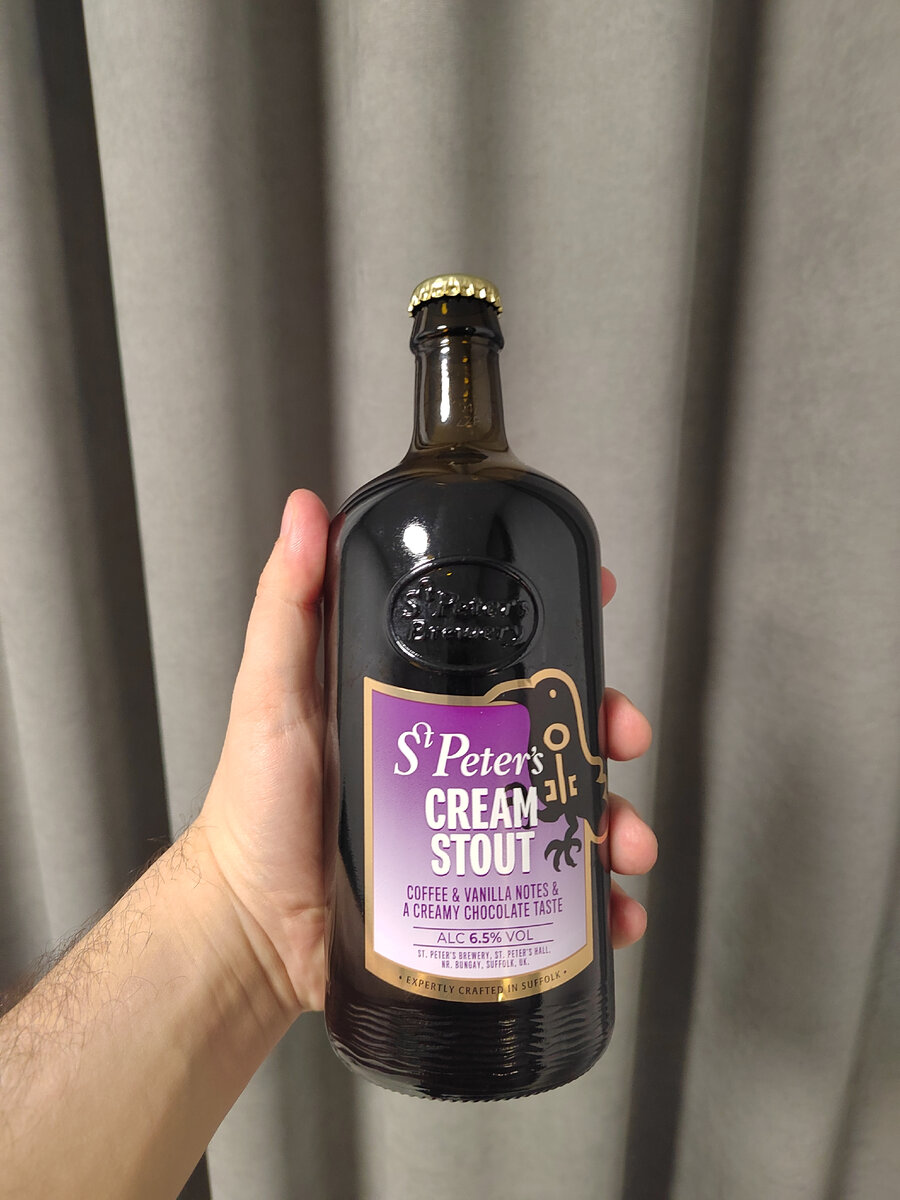 St Peter's
Brewery
St Peter's
CREAM
STOUT
COFFEE & VANILLA NOTES &
A CREAMY CHOCOLATE TASTE
ALC 6.5% VOL
ST. PETER'S BREWERY, ST. PETER'S HALL,
NR. BUNGAY, SUFFOLK, UK.
• EXPERTLY CRAFTED IN SUFFOLK •